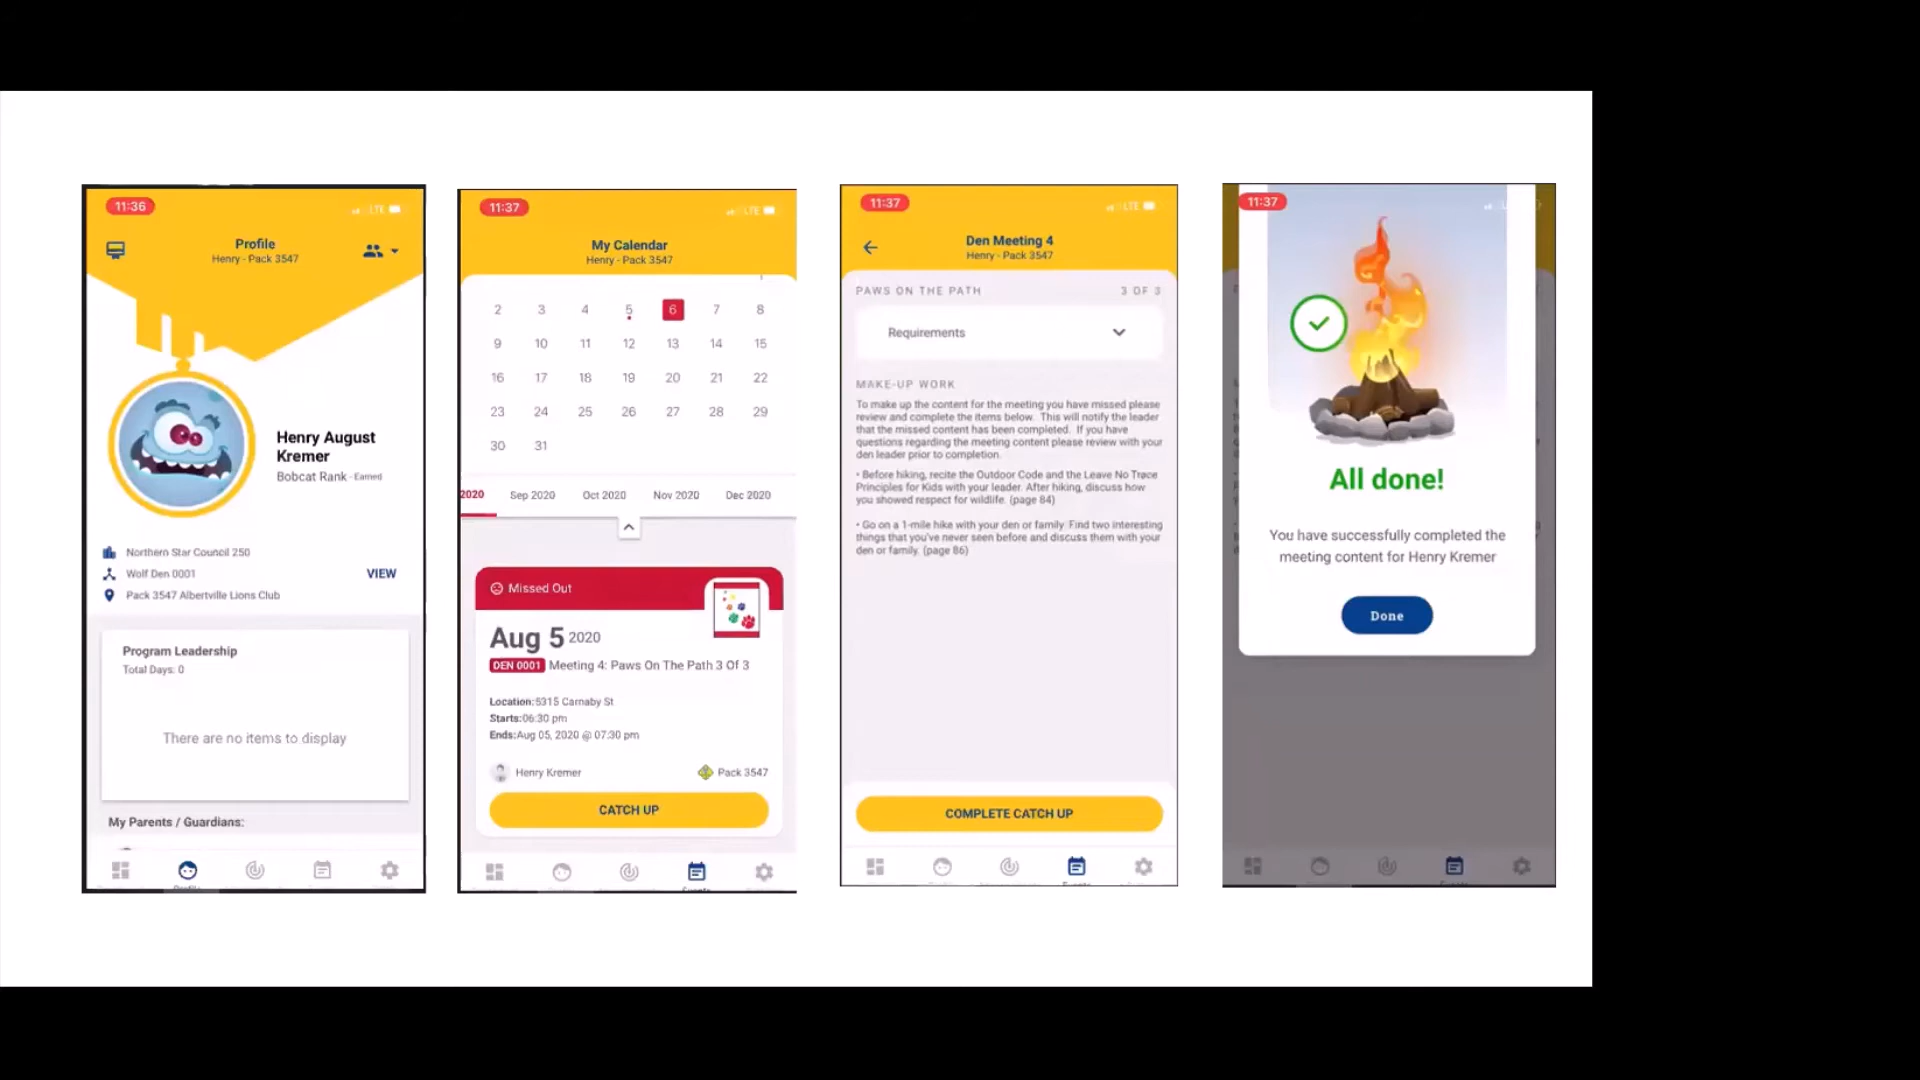 11:36
LTE
Profile
Henry - Pack 3547
Henry August
Kremer
Bobcat Rank - Earned
Northern Star Council 250
Wolf Den 0001
VIEW
Pack 3547 Albertville Lions Club
Program Leadership
Total Days: 0
There are no items to display
My Parents / Guardians:
11:37
LTE
My Calendar
Henry - Pack 3547
2 3 4 5 6 7 8
9 10 11 12 13 14 15
16 17 18 19 20 21 22
23 24 25 26 27 28 29
30 31
2020 Sep 2020 Oct 2020 Nov 2020 Dec 2020
Missed Out
Aug 5 2020
DEN 0001 Meeting 4: Paws On The Path 3 Of 3
Location:5315 Carnaby St
Starts:06:30 pm
Ends:Aug 05, 2020 @ 07:30 pm
Henry Kremer
Pack 3547
CATCH UP
11:37
LTE
Den Meeting 4
Henry - Pack 3547
PAWS ON THE PATH 3 OF 3
Requirements
MAKE-UP WORK
To make up the content for the meeting you have missed please
review and complete the items below. This will notify the leader
that the missed content has been completed. If you have
questions regarding the meeting content please review with your
den leader prior to completion.
• Before hiking, recite the Outdoor Code and the Leave No Trace
Principles for Kids with your leader. After hiking, discuss how
you showed respect for wildlife. (page 84)
• Go on a 1-mile hike with your den or family. Find two interesting
things that you've never seen before and discuss them with your
den or family. (page 86)
COMPLETE CATCH UP
11:37
All done!
You have successfully completed the
meeting content for Henry Kremer
Done